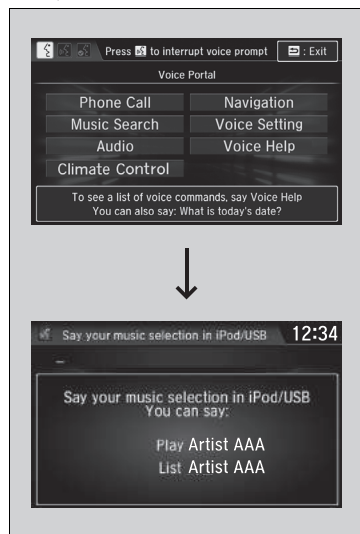 Press to interrupt voice prompt : Exit
Voice Portal
Phone Call Navigation
Music Search Voice Setting
Audio Voice Help
Climate Control
To see a list of voice commands, say Voice Help
You can also say: What is today's date?
Say your music selection in iPod/USB 12:34
Say your music selection in iPod/USB
You can say:
Play Artist AAA
List Artist AAA